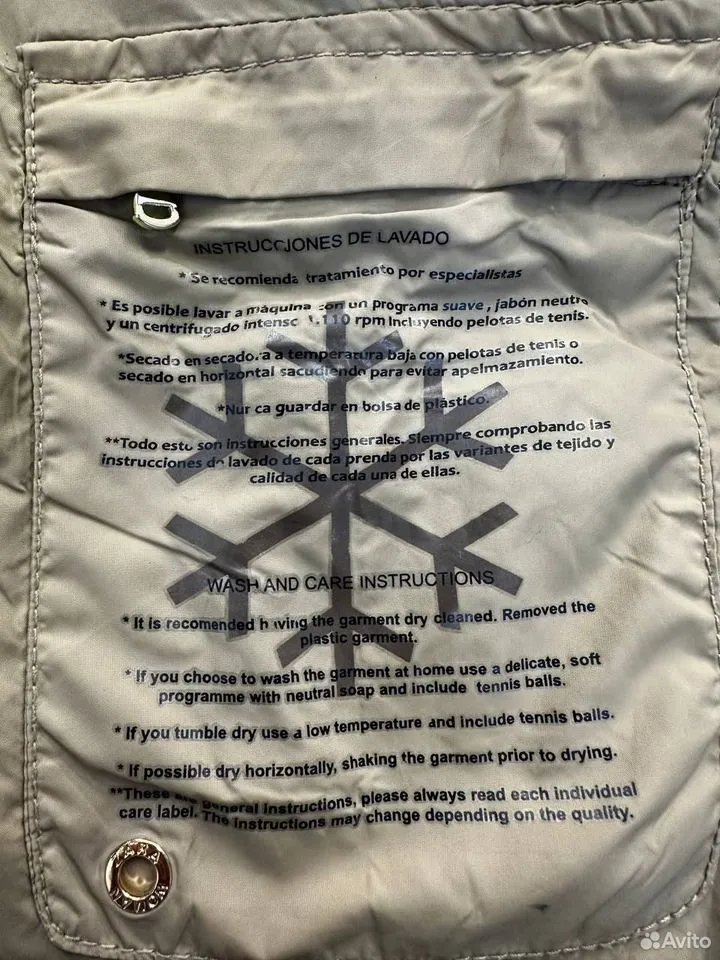 INSTRUCCIONES DE LAVADO
* Se recomienda tratamiento por especialistas
* Es posible lavar a máquina con un programa suave , jabón neutro
y un centrifugado intenso 1.110 rpm incluyendo pelotas de tenis.
*Secado en secadora a temperatura baja con pelotas de tenis o
secado en horizontal sacudiendo para evitar apelmazamiento.
*Nunca guardar en bolsa de plástico.
**Todo esto son instrucciones generales. Siempre comprobando las
instrucciones de lavado de cada prenda por las variantes de tejido y
calidad de cada una de ellas.
WASH AND CARE INSTRUCTIONS
* It is recomended having the garment dry cleaned. Removed the
plastic garment.
* If you choose to wash the garment at home use a delicate, soft
programme with neutral soap and include tennis balls.
* If you tumble dry use a low temperature and include tennis balls.
* If possible dry horizontally, shaking the garment prior to drying.
**These are general instructions, please always read each individual
care label. The instructions may change depending on the quality.
ZARA
Avito